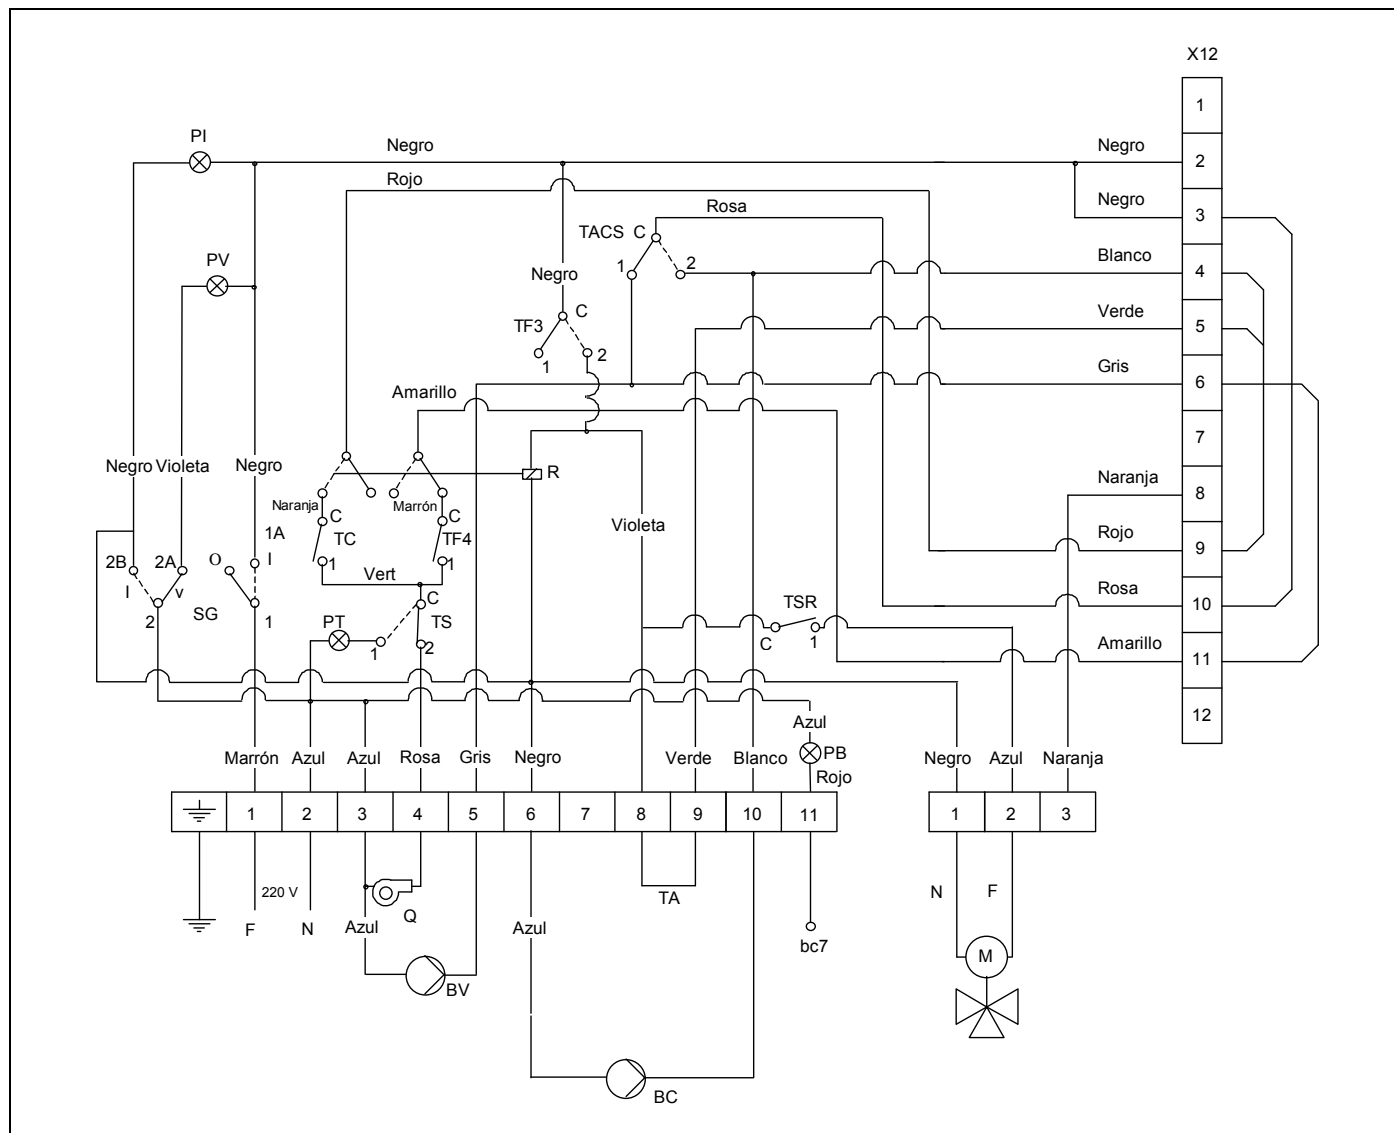 X12
1
PI
Negro
Negro
2
Rojo
Negro
3
Rosa
TACS C
PV
1
2
Blanco
4
Negro
C
TF3
Verde
5
1
2
Gris
6
Amarillo
7
Negro
Violeta
Negro
R
Naranja
Marrón
Naranja
8
C
C
Violeta
1A
TC
TF4
Rojo
9
2B
2A
O
I
1
1
I
v
Vert
C
Rosa
10
TSR
SG
PT
TS
2
1
1
2
C
1
Amarillo
11
12
Azul
PB
Marrón
Azul
Azul
Rosa
Gris
Negro
Verde
Blanco
Rojo
Negro
Azul
Naranja
1
2
3
4
5
6
7
8
9
10
11
1
2
3
220 V
TA
N
F
F
N
Azul
Q
Azul
bc7
M
BV
BC